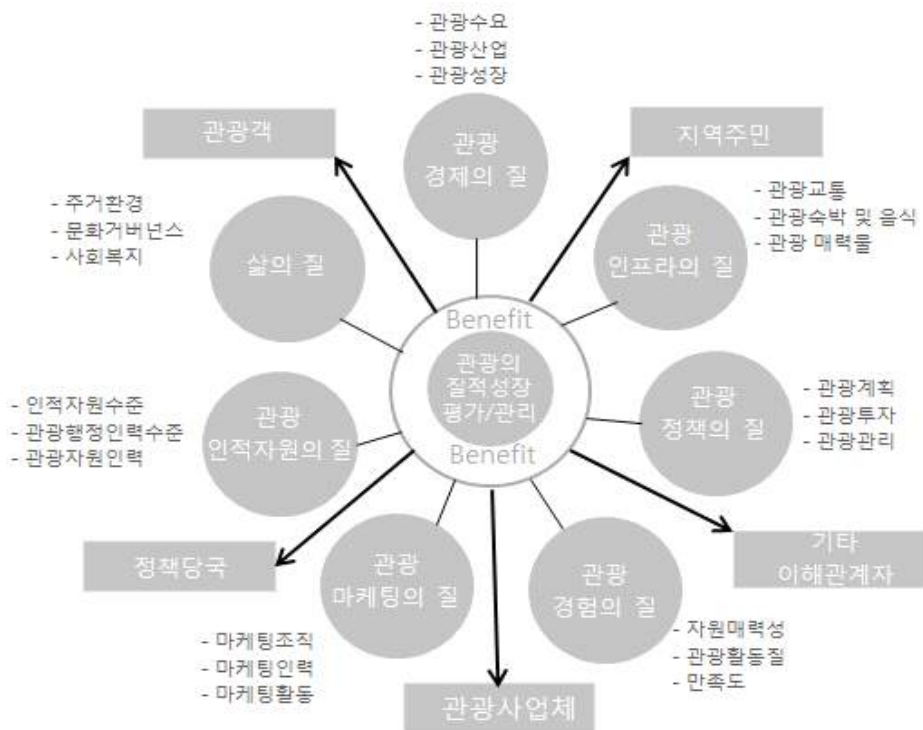 - 관광수요
- 관광산업
- 관광성장
관광객
관광
경제의 질
지역주민
- 주거환경
- 문화거버넌스
- 사회복지
삶의 질
관광
인프라의 질
- 관광교통
- 관광숙박 및 음식
- 관광 매력물
Benefit
관광의
질적성장
평가/관리
Benefit
- 인적자원수준
- 관광행정인력수준
- 관광자원인력
관광
인적자원의 질
관광
정책의 질
- 관광계획
- 관광투자
- 관광관리
정책당국
관광
마케팅의 질
관광
경험의 질
기타
이해관계자
- 마케팅조직
- 마케팅인력
- 마케팅활동
- 자원매력성
- 관광활동질
- 만족도
관광사업체